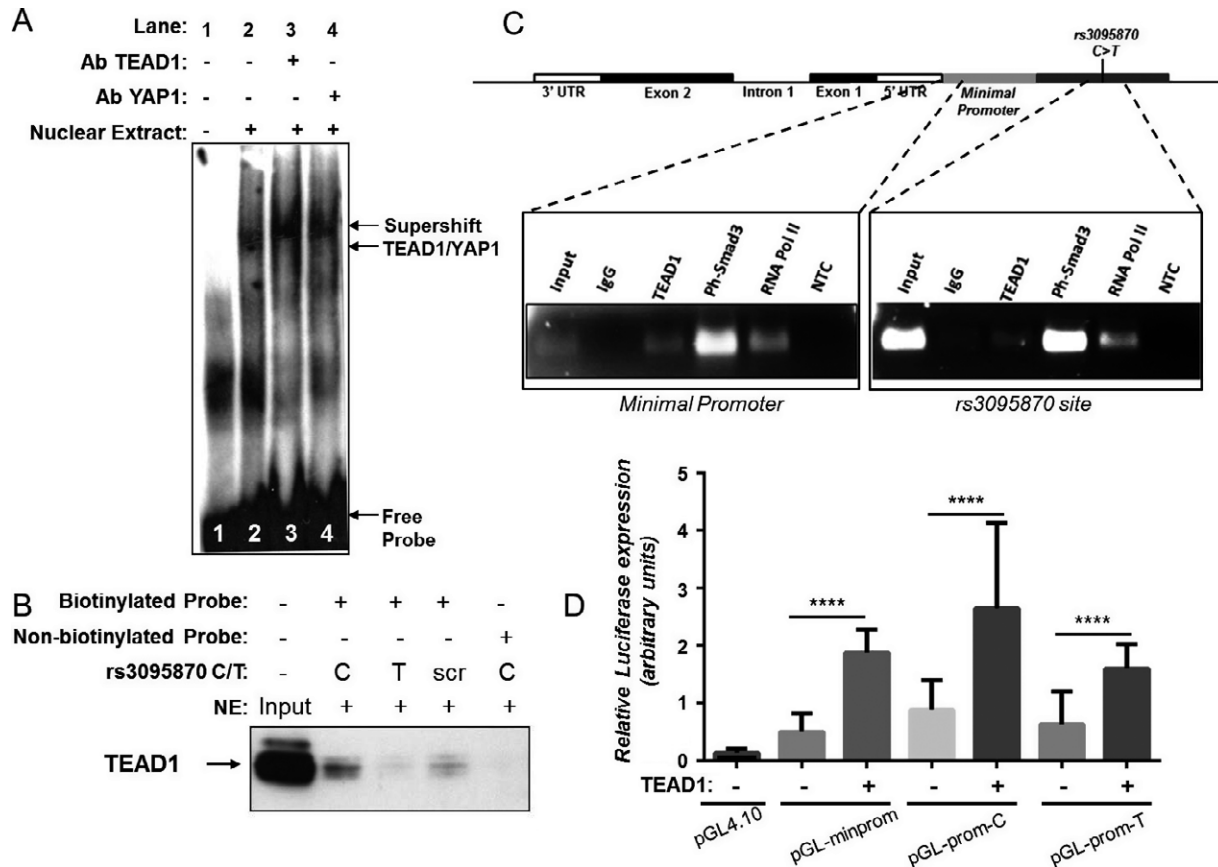 A
Lane: 1 2 3 4
Ab TEAD1 - - + -
Ab YAP1 - - - +
Nuclear Extract: - + + +
Supershift
TEAD1/YAP1
Free
Probe
1 2 3 4
B
Biotinylated Probe: - + + + -
Non-biotinylated Probe: - - - - +
rs3095870 C/T: - C T scr C
NE: Input + + + +
TEAD1
C
rs3095870
C>T
3' UTR Exon 2 Intron 1 Exon 1 5' UTR Minimal
Promoter
Input IgG TEAD1 Ph-Smad3 RNA Pol II NTC
Minimal Promoter
Input IgG TEAD1 Ph-Smad3 RNA Pol II NTC
rs3095870 site
D
Relative Luciferase expression
(arbitrary units)
5
4
3
2
1
0
**** **** ****
TEAD1: - - + - + - +
pGL4.10 pGL-minprom pGL-prom-C pGL-prom-T